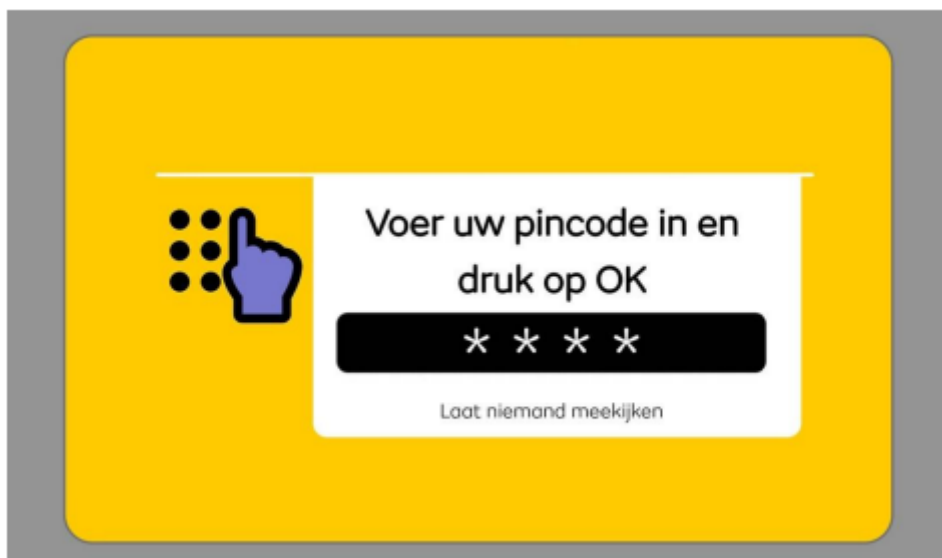 Voer uw pincode in en
druk op OK
* * * *
Laat niemand meekijken